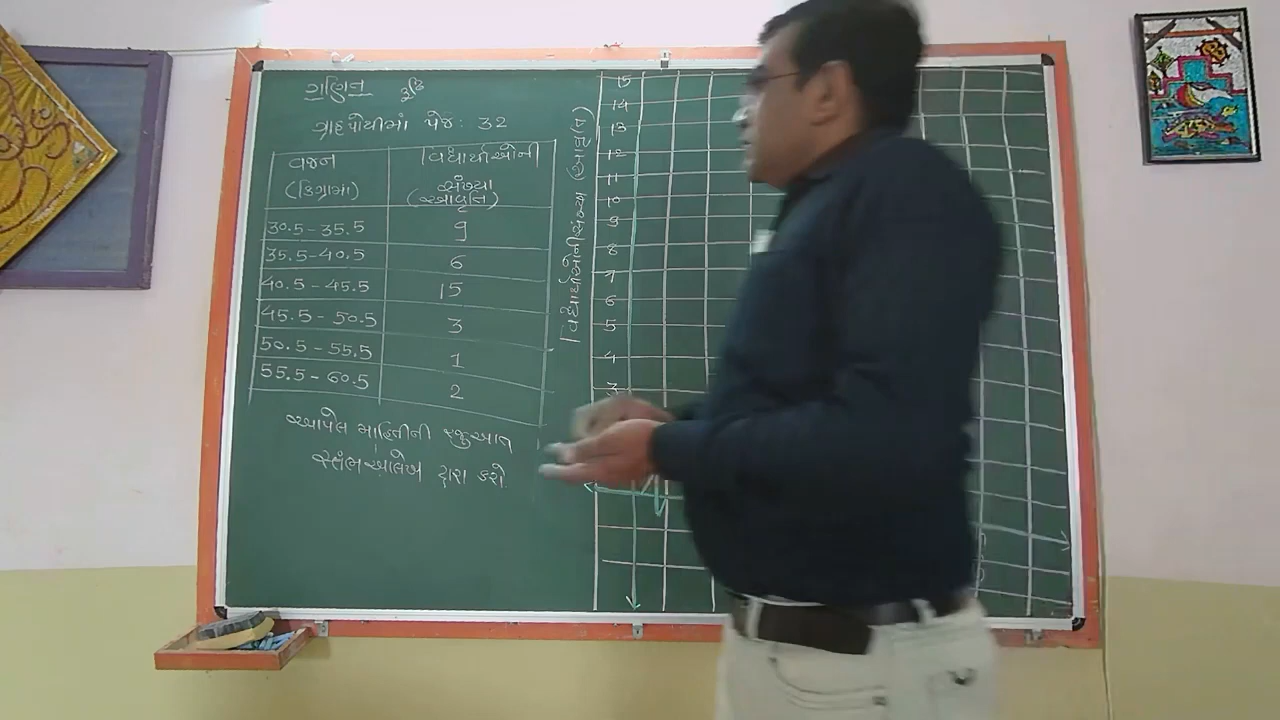 ગણિત
ગૃહપોથીમાં પેજ : 32
વજન
(કિગ્રામ)
વિદ્યાર્થીઓની
સંખ્યા
(આવૃત્તિ)
30.5 - 35.5 9
35.5 - 40.5 6
40.5 - 45.5 15
45.5 - 50.5 3
50.5 - 55.5 1
55.5 - 60.5 2
આપેલ માહિતીની રજુઆત
સ્તંભઆલેખ દ્વારા કરો.
વિદ્યાર્થીઓની સંખ્યા (આવૃત્તિ)
15
14
13
12
11
10
9
8
7
6
5
4
3